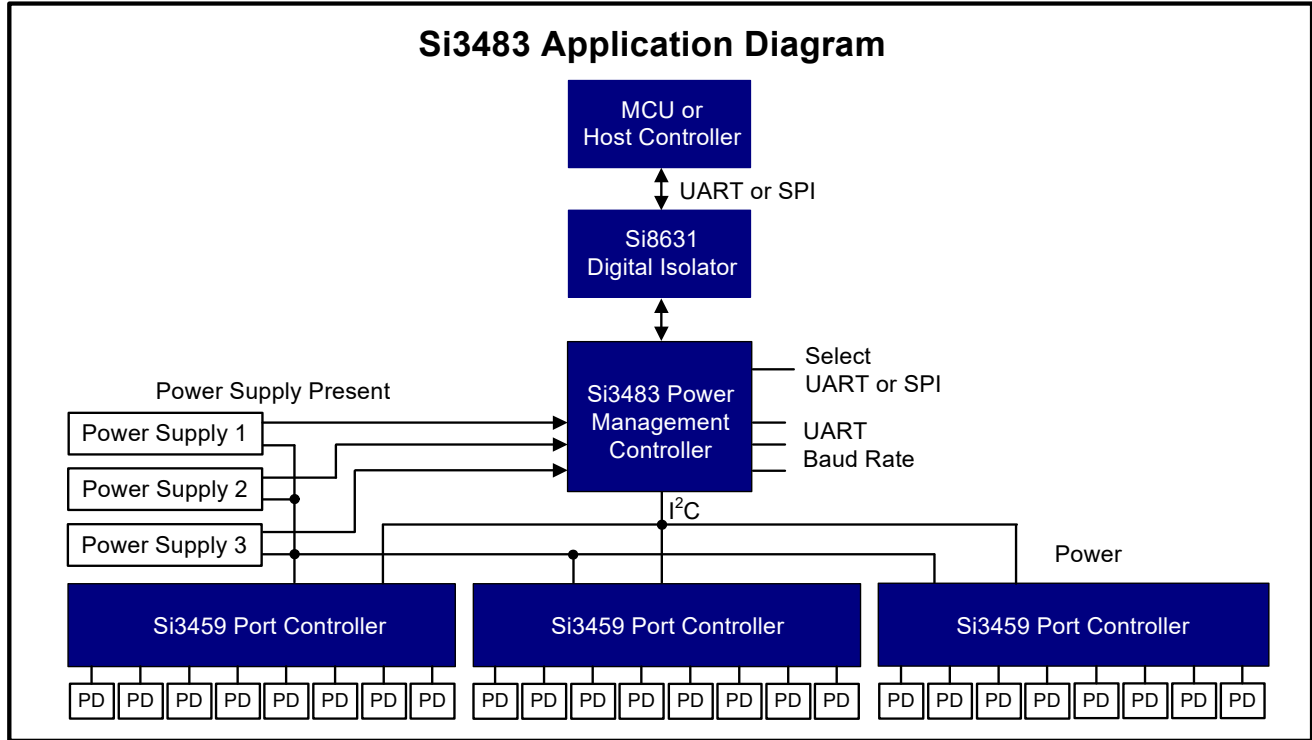 Si3483 Application Diagram
MCU or
Host Controller
UART or SPI
Si8631
Digital Isolator
Select
UART or SPI
Si3483 Power
Management
Controller
UART
Baud Rate
Power Supply Present
Power Supply 1
Power Supply 2
Power Supply 3
I²C
Power
Si3459 Port Controller
Si3459 Port Controller
Si3459 Port Controller
PD PD PD PD PD PD PD PD
PD PD PD PD PD PD PD PD
PD PD PD PD PD PD PD PD